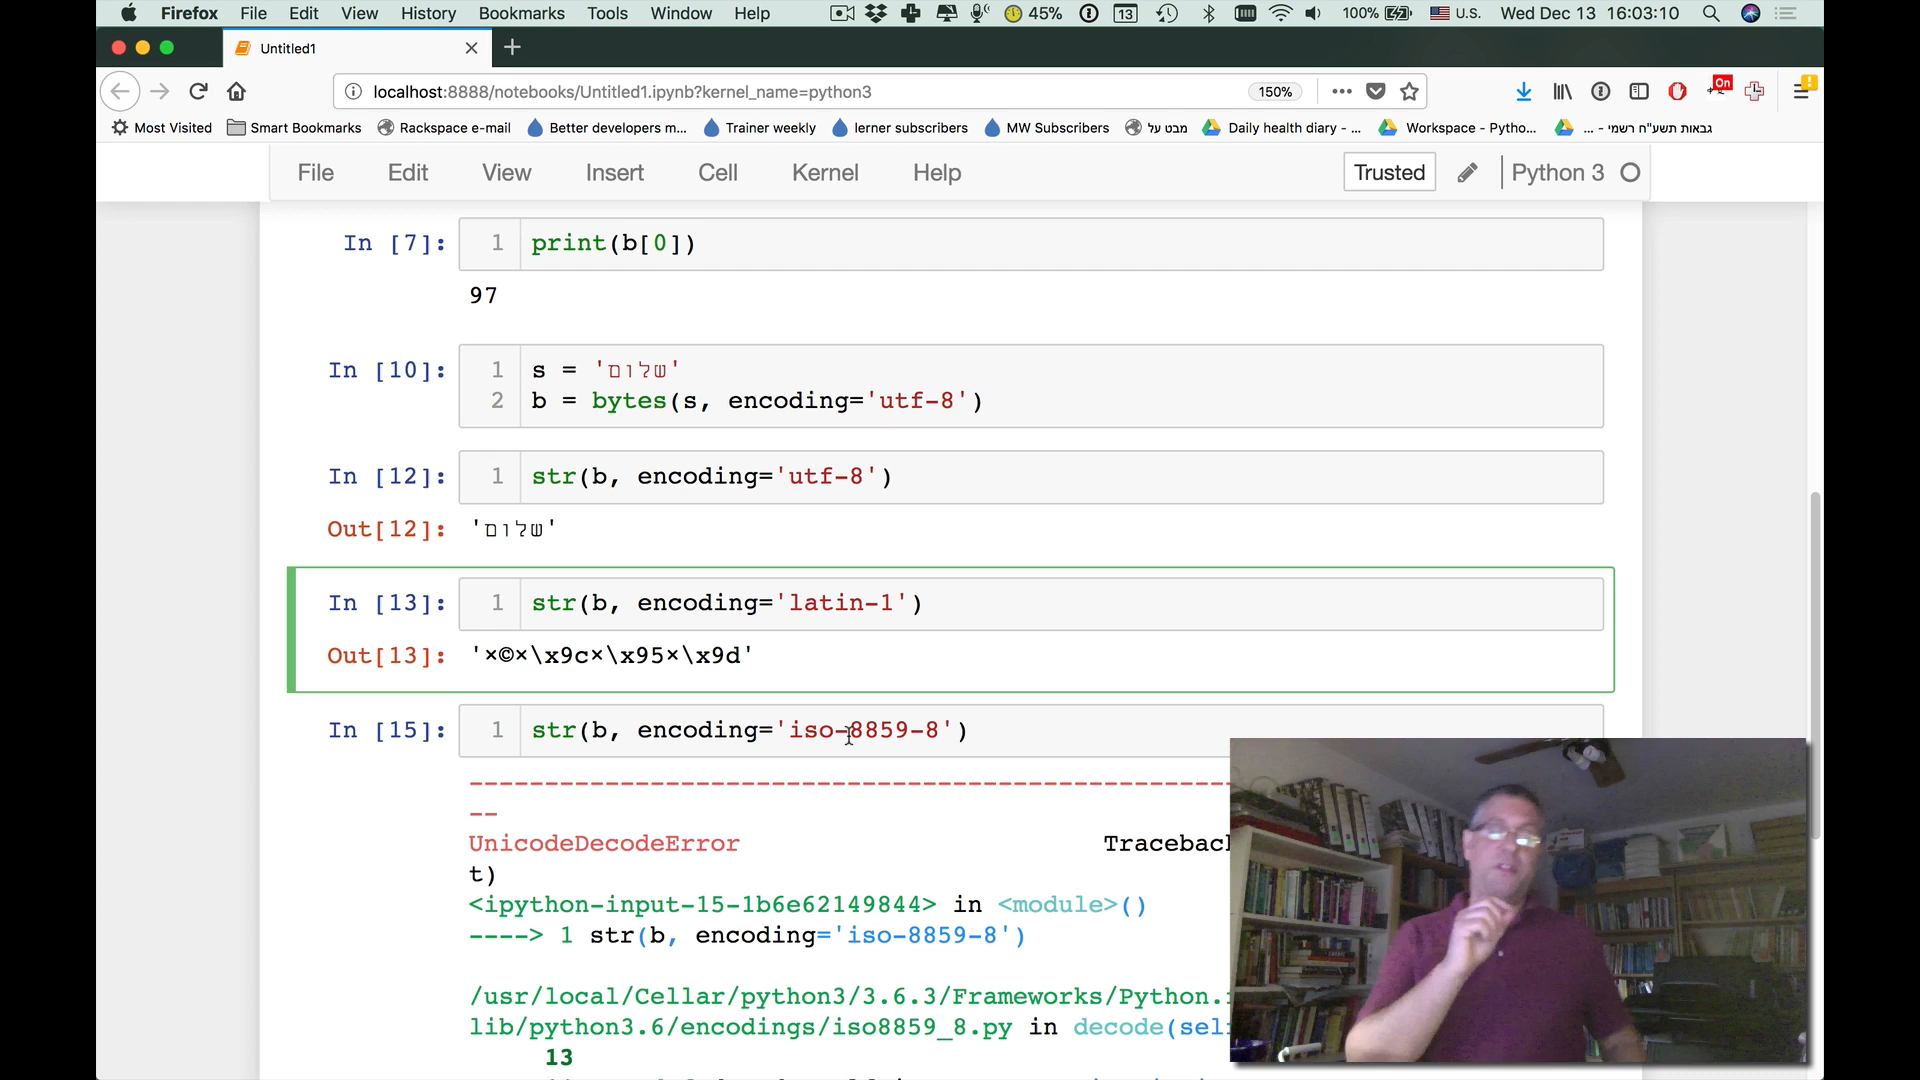 Firefox File Edit View History Bookmarks Tools Window Help 45% 13 100% U.S. Wed Dec 13 16:03:10
Untitled1
localhost:8888/notebooks/Untitled1.ipynb?kernel_name=python3 150% On
Most Visited Smart Bookmarks Rackspace e-mail Better developers m... Trainer weekly lerner subscribers MW Subscribers מבט על Daily health diary - ... Workspace - Pytho... גבאות תשע"ח רשמי - ...
File Edit View Insert Cell Kernel Help Trusted Python 3
In [7]: 1 print(b[0])
97
In [10]: 1 s = 'שלום'
2 b = bytes(s, encoding='utf-8')
In [12]: 1 str(b, encoding='utf-8')
Out[12]: 'שלום'
In [13]: 1 str(b, encoding='latin-1')
Out[13]: '×©×\x9c×\x95×\x9d'
In [15]: 1 str(b, encoding='iso-8859-8')
--------------------------------------------------
--
UnicodeDecodeError Traceback
t)
<ipython-input-15-1b6e62149844> in <module>()
----> 1 str(b, encoding='iso-8859-8')
/usr/local/Cellar/python3/3.6.3/Frameworks/Python.
lib/python3.6/encodings/iso8859_8.py in decode(sel
13